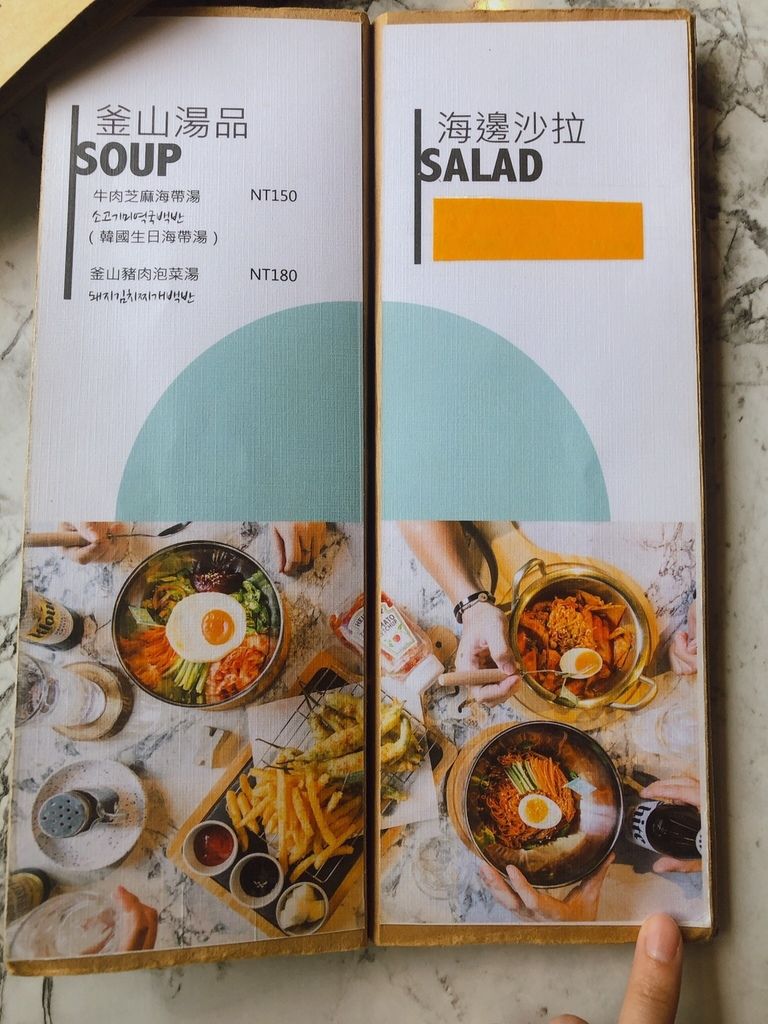 釜山湯品
SOUP
牛肉芝麻海帶湯 NT150
소고기미역국백반
(韓國生日海帶湯)
釜山豬肉泡菜湯 NT180
돼지김치찌개백반
海邊沙拉
SALAD